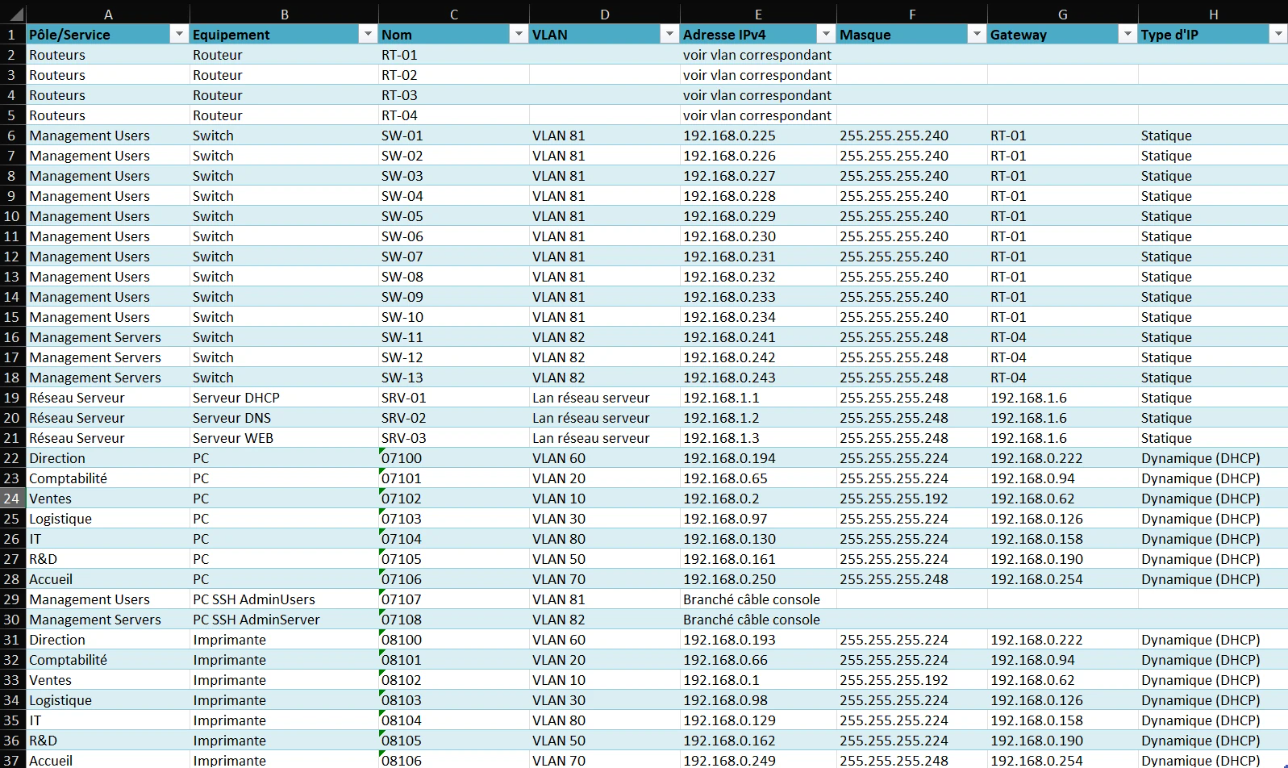 A B C D E F G H
1 Pôle/Service Equipement Nom VLAN Adresse IPv4 Masque Gateway Type d'IP
2 Routeurs Routeur RT-01 voir vlan correspondant
3 Routeurs Routeur RT-02 voir vlan correspondant
4 Routeurs Routeur RT-03 voir vlan correspondant
5 Routeurs Routeur RT-04 voir vlan correspondant
6 Management Users Switch SW-01 VLAN 81 192.168.0.225 255.255.255.240 RT-01 Statique
7 Management Users Switch SW-02 VLAN 81 192.168.0.226 255.255.255.240 RT-01 Statique
8 Management Users Switch SW-03 VLAN 81 192.168.0.227 255.255.255.240 RT-01 Statique
9 Management Users Switch SW-04 VLAN 81 192.168.0.228 255.255.255.240 RT-01 Statique
10 Management Users Switch SW-05 VLAN 81 192.168.0.229 255.255.255.240 RT-01 Statique
11 Management Users Switch SW-06 VLAN 81 192.168.0.230 255.255.255.240 RT-01 Statique
12 Management Users Switch SW-07 VLAN 81 192.168.0.231 255.255.255.240 RT-01 Statique
13 Management Users Switch SW-08 VLAN 81 192.168.0.232 255.255.255.240 RT-01 Statique
14 Management Users Switch SW-09 VLAN 81 192.168.0.233 255.255.255.240 RT-01 Statique
15 Management Users Switch SW-10 VLAN 81 192.168.0.234 255.255.255.240 RT-01 Statique
16 Management Servers Switch SW-11 VLAN 82 192.168.0.241 255.255.255.248 RT-04 Statique
17 Management Servers Switch SW-12 VLAN 82 192.168.0.242 255.255.255.248 RT-04 Statique
18 Management Servers Switch SW-13 VLAN 82 192.168.0.243 255.255.255.248 RT-04 Statique
19 Réseau Serveur Serveur DHCP SRV-01 Lan réseau serveur 192.168.1.1 255.255.255.248 192.168.1.6 Statique
20 Réseau Serveur Serveur DNS SRV-02 Lan réseau serveur 192.168.1.2 255.255.255.248 192.168.1.6 Statique
21 Réseau Serveur Serveur WEB SRV-03 Lan réseau serveur 192.168.1.3 255.255.255.248 192.168.1.6 Statique
22 Direction PC 07100 VLAN 60 192.168.0.194 255.255.255.224 192.168.0.222 Dynamique (DHCP)
23 Comptabilité PC 07101 VLAN 20 192.168.0.65 255.255.255.224 192.168.0.94 Dynamique (DHCP)
24 Ventes PC 07102 VLAN 10 192.168.0.2 255.255.255.192 192.168.0.62 Dynamique (DHCP)
25 Logistique PC 07103 VLAN 30 192.168.0.97 255.255.255.224 192.168.0.126 Dynamique (DHCP)
26 IT PC 07104 VLAN 80 192.168.0.130 255.255.255.224 192.168.0.158 Dynamique (DHCP)
27 R&D PC 07105 VLAN 50 192.168.0.161 255.255.255.224 192.168.0.190 Dynamique (DHCP)
28 Accueil PC 07106 VLAN 70 192.168.0.250 255.255.255.248 192.168.0.254 Dynamique (DHCP)
29 Management Users PC SSH AdminUsers 07107 VLAN 81 Branché câble console
30 Management Servers PC SSH AdminServer 07108 VLAN 82 Branché câble console
31 Direction Imprimante 08100 VLAN 60 192.168.0.193 255.255.255.224 192.168.0.222 Dynamique (DHCP)
32 Comptabilité Imprimante 08101 VLAN 20 192.168.0.66 255.255.255.224 192.168.0.94 Dynamique (DHCP)
33 Ventes Imprimante 08102 VLAN 10 192.168.0.1 255.255.255.192 192.168.0.62 Dynamique (DHCP)
34 Logistique Imprimante 08103 VLAN 30 192.168.0.98 255.255.255.224 192.168.0.126 Dynamique (DHCP)
35 IT Imprimante 08104 VLAN 80 192.168.0.129 255.255.255.224 192.168.0.158 Dynamique (DHCP)
36 R&D Imprimante 08105 VLAN 50 192.168.0.162 255.255.255.224 192.168.0.190 Dynamique (DHCP)
37 Accueil Imprimante 08106 VLAN 70 192.168.0.249 255.255.255.248 192.168.0.254 Dynamique (DHCP)